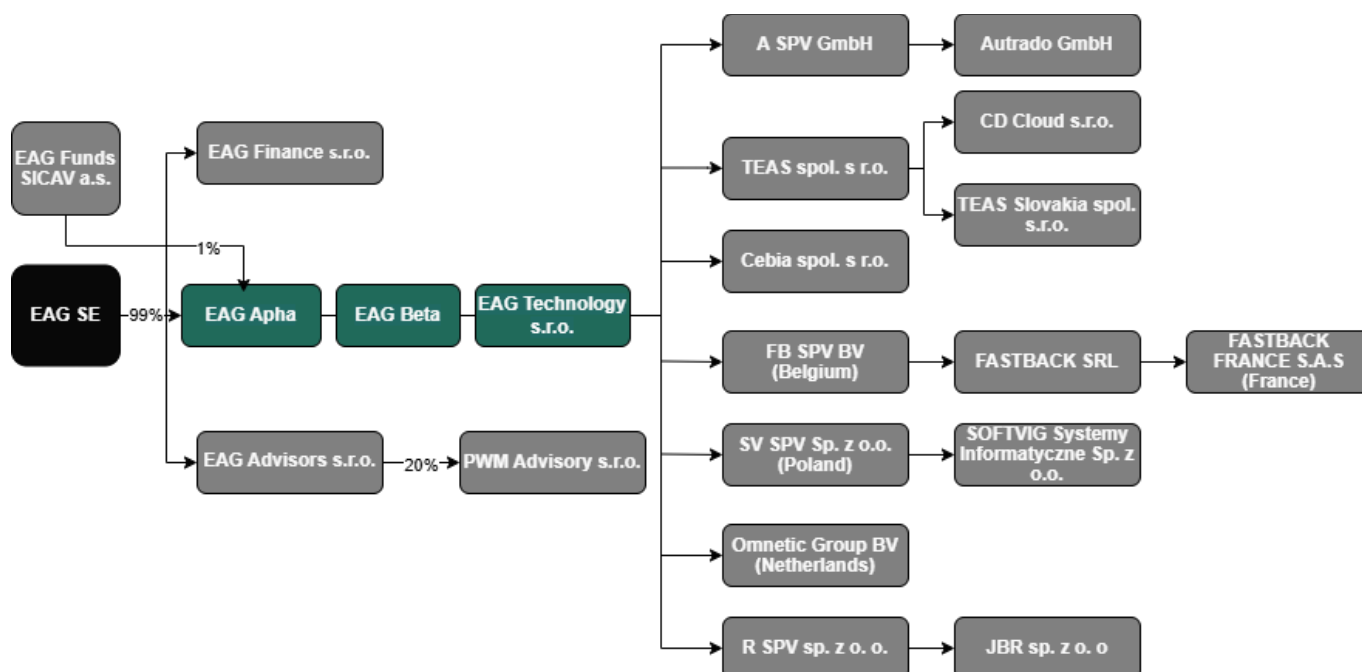 A SPV GmbH
Autrado GmbH
EAG Funds
SICAV a.s.
EAG Finance s.r.o.
TEAS spol. s r.o.
CD Cloud s.r.o.
TEAS Slovakia spol.
s.r.o.
1%
Cebia spol. s r.o.
EAG SE
99%
EAG Apha
EAG Beta
EAG Technology
s.r.o.
FB SPV BV
(Belgium)
FASTBACK SRL
FASTBACK
FRANCE S.A.S
(France)
EAG Advisors s.r.o.
20%
PWM Advisory s.r.o.
SV SPV Sp. z o.o.
(Poland)
SOFTVIG Systemy
Informatyczne Sp. z
o.o.
Omnetic Group BV
(Netherlands)
R SPV sp. z o. o.
JBR sp. z o. o